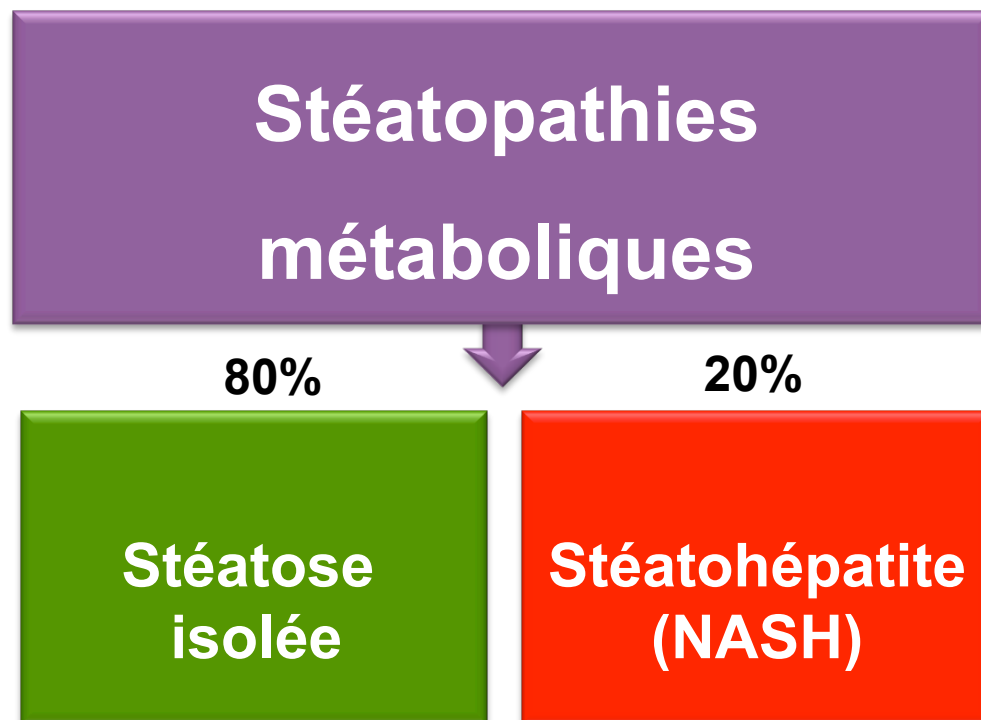 Stéatopathies
métaboliques
80%
20%
Stéatose
isolée
Stéatohépatite
(NASH)